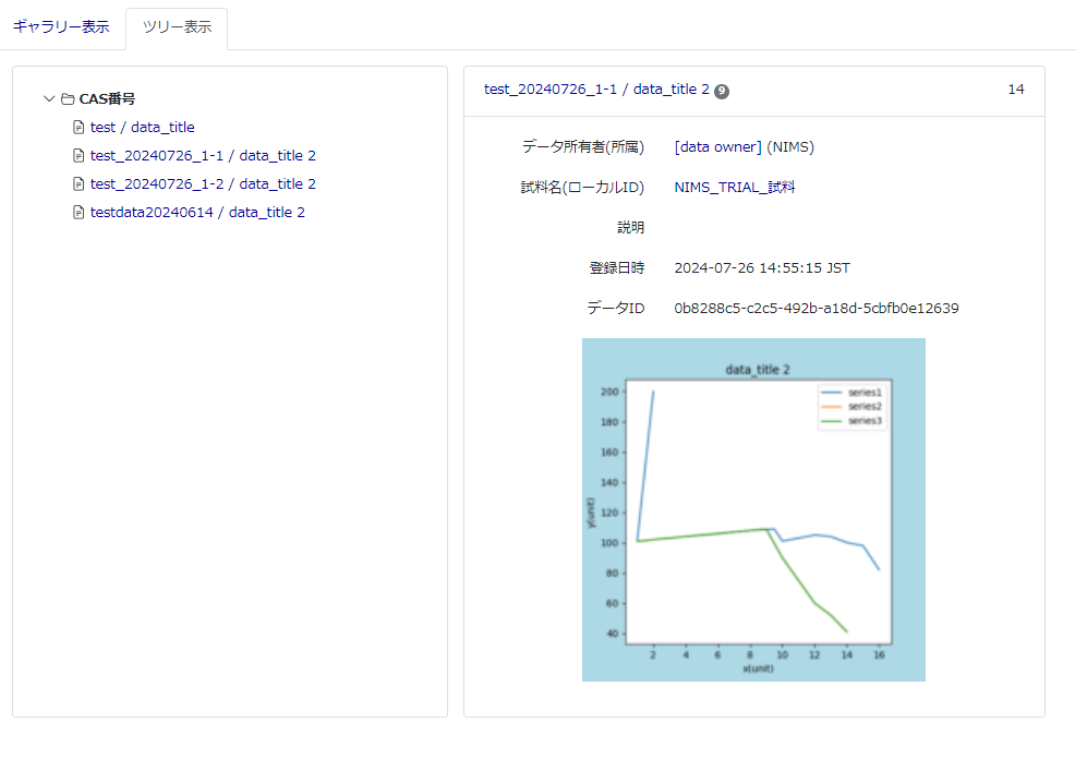 ギャラリー表示
ツリー表示
CAS番号
test / data_title
test_20240726_1-1 / data_title 2
test_20240726_1-2 / data_title 2
testdata20240614 / data_title 2
test_20240726_1-1 / data_title 2 9
14
データ所有者(所属) [data owner] (NIMS)
試料名(ローカルID) NIMS_TRIAL_試料
説明
登録日時 2024-07-26 14:55:15 JST
データID 0b8288c5-c2c5-492b-a18d-5cbfb0e12639
data_title 2
series1
series2
series3
200
180
160
140
120
100
80
60
40
y(unit)
2 4 6 8 10 12 14 16
x(unit)